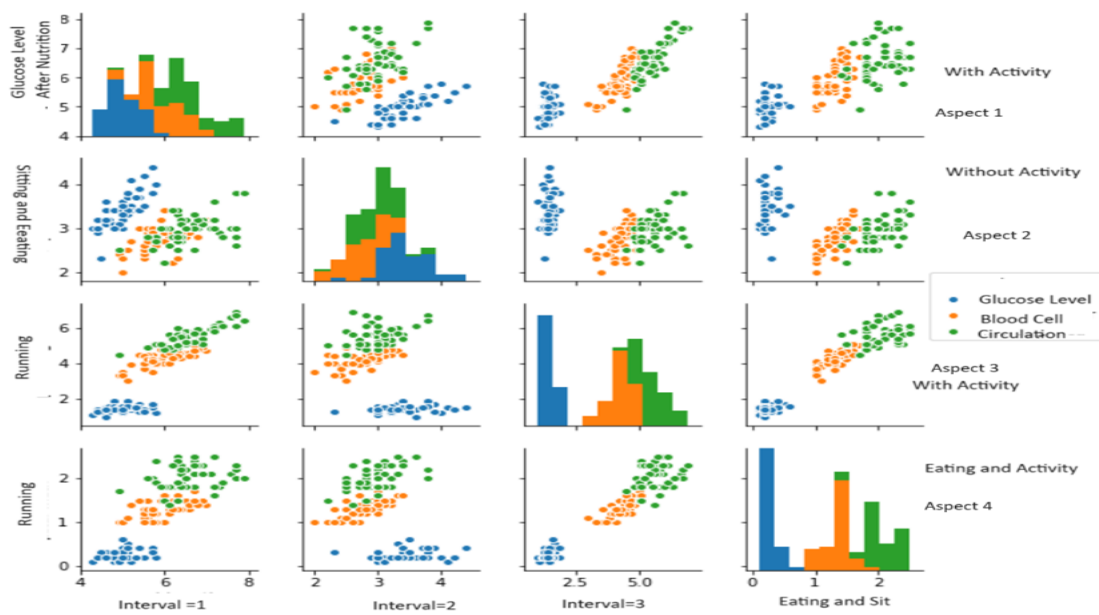 Glucose Level
After Nutrition
8
7
6
5
4
With Activity
Aspect 1
Sitting and Eeating
4
3
2
Without Activity
Aspect 2
Glucose Level
Blood Cell
Circulation
Running
6
4
2
Aspect 3
With Activity
Running
2
1
0
Eating and Activity
Aspect 4
4 6 8
2 3 4
2.5 5.0
0 1 2
Interval =1
Interval=2
Interval=3
Eating and Sit